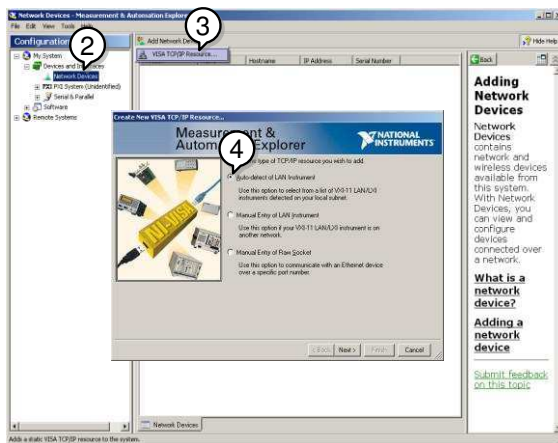 Network Devices - Measurement & Automation Explorer
File Edit View Tools Help
Configuration
2
Add Network Dev
3
Hide Help
My System
Devices and Interfaces
Network Devices
PXI PXI System (Unidentified)
Serial & Parallel
Software
Remote Systems
VISA TCP/IP Resource...
Hostname
IP Address
Serial Number
Back
Create New VISA TCP/IP Resource...
Measurement &
Automation Explorer
NATIONAL
INSTRUMENTS
4
type of TCP/IP resource you wish to add.
Auto-detect of LAN Instrument
Use this option to select from a list of VXI-11 LAN/LXI
instruments detected on your local subnet.
Manual Entry of LAN Instrument
Use this option if your VXI-11 LAN/LXI instrument is on
another network.
Manual Entry of Raw Socket
Use this option to communicate with an Ethernet device
over a specific port number.
NI-VISA
< Back
Next >
Finish
Cancel
Adding
Network
Devices
Network
Devices
contains
network and
wireless devices
available from
this system.
With Network
Devices, you
can view and
configure
devices
connected over
a network.
What is a
network
device?
Adding a
network
device
Submit feedback
on this topic
Network Devices
Adds a static VISA TCP/IP resource to the system.